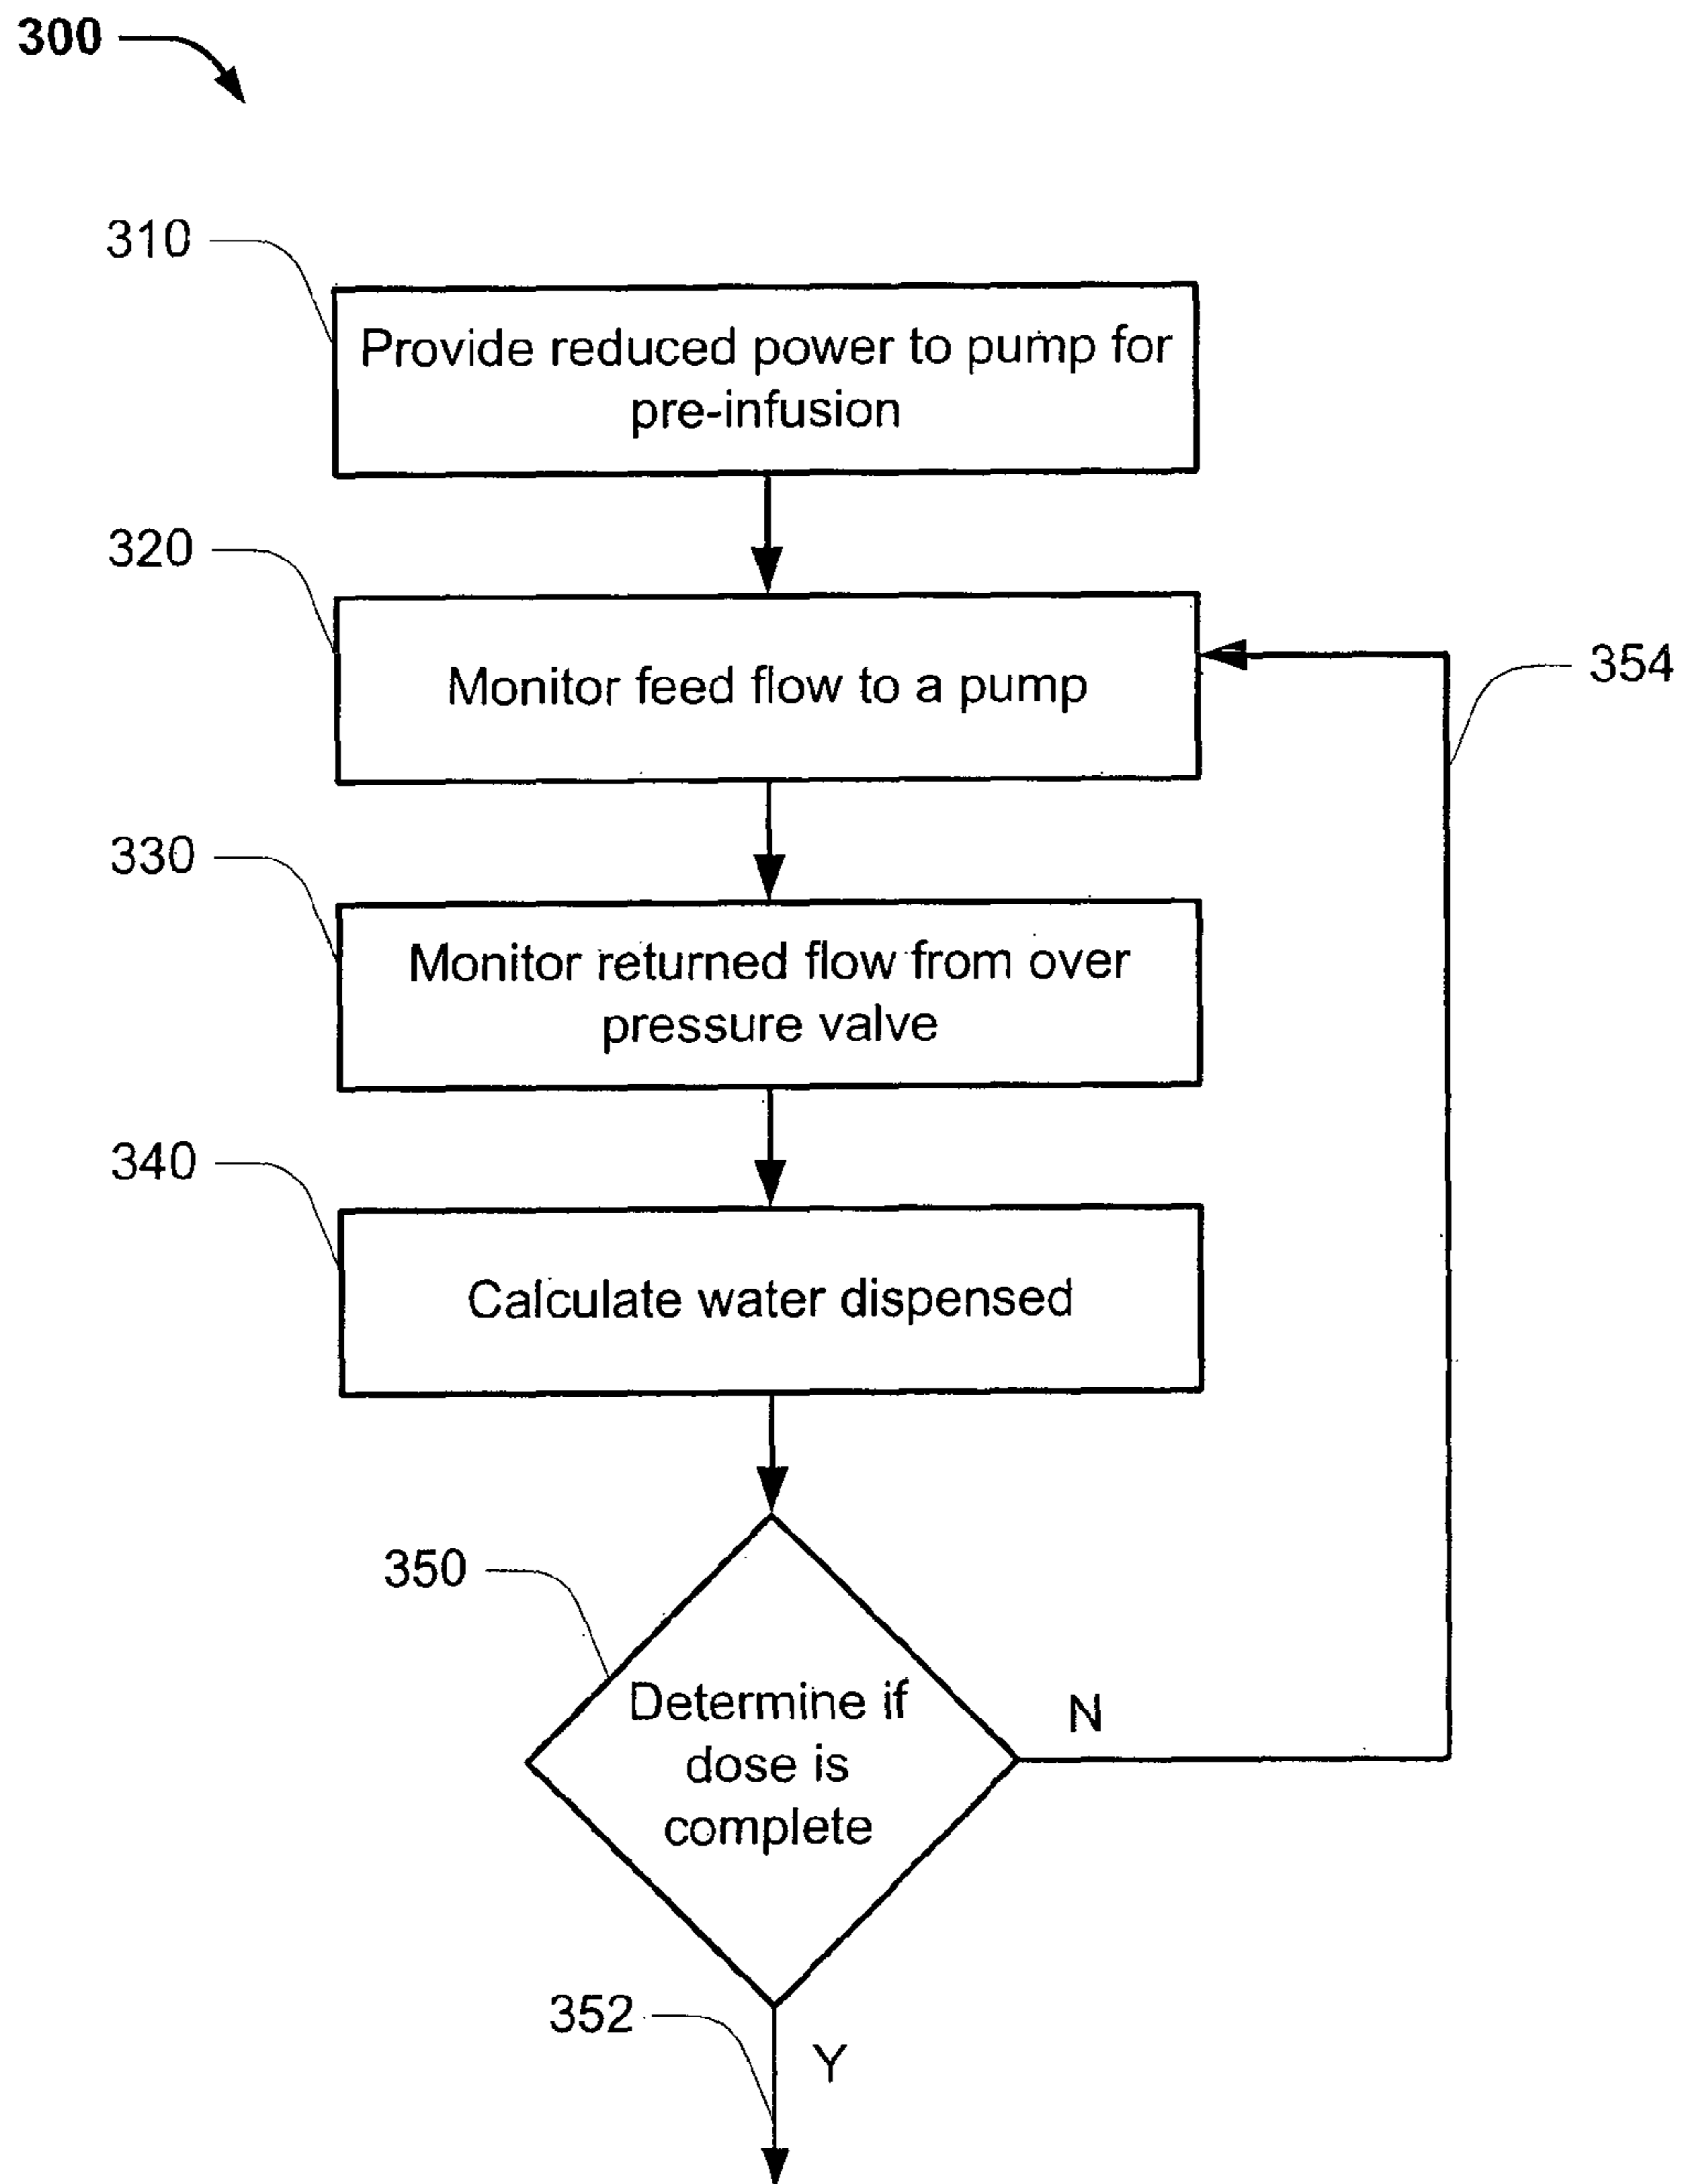 300
310
Provide reduced power to pump for
pre-infusion
320
Monitor feed flow to a pump
354
330
Monitor returned flow from over
pressure valve
340
Calculate water dispensed
350
Determine if
dose is
complete
N
352
Y